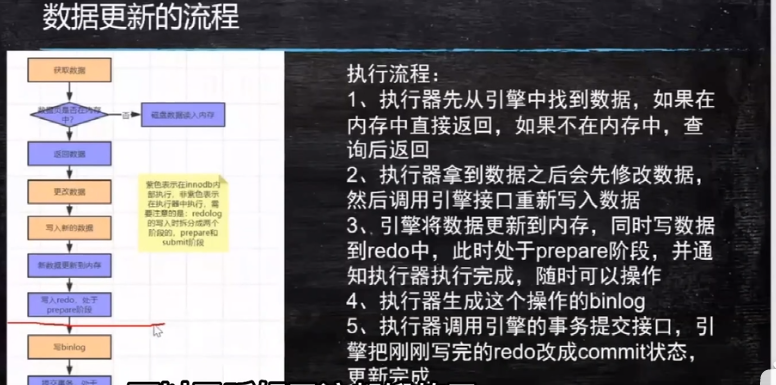 数据更新的流程
获取数据
数据页是否在内存
中?
否
磁盘数据读入内存
返回数据
更改数据
写入新的数据
新数据更新到内存
写入redo，处于
prepare阶段
写binlog
紫色表示在innodb内
部执行，非紫色表示
在执行器中执行，需
要注意的是：redolog
的写入时拆分成两个
阶段的，prepare和
submit阶段
执行流程：
1、执行器先从引擎中找到数据，如果在
内存中直接返回，如果不在内存中，查
询后返回
2、执行器拿到数据之后会先修改数据，
然后调用引擎接口重新写入数据
3、引擎将数据更新到内存，同时写数据
到redo中，此时处于prepare阶段，并通
知执行器执行完成，随时可以操作
4、执行器生成这个操作的binlog
5、执行器调用引擎的事务提交接口，引
擎把刚刚写完的redo改成commit状态，
更新完成